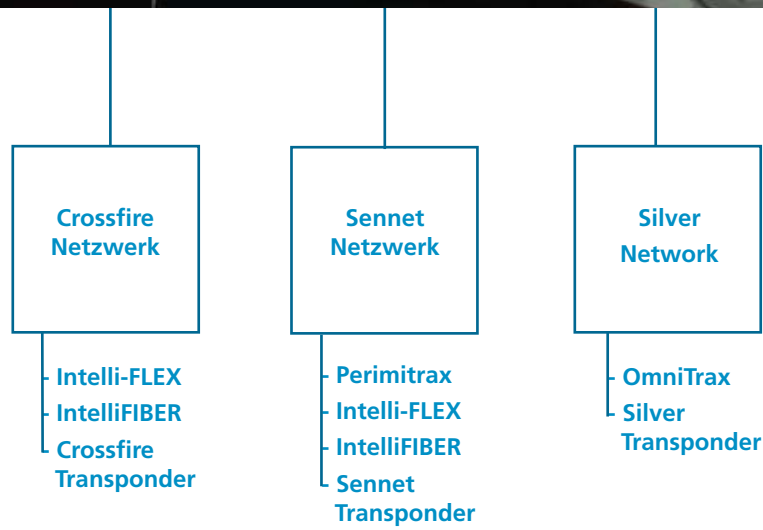 Crossfire
Netzwerk
Intelli-FLEX
IntelliFIBER
Crossfire
Transponder
Sennet
Netzwerk
Perimitrax
Intelli-FLEX
IntelliFIBER
Sennet
Transponder
Silver
Network
OmniTrax
Silver
Transponder